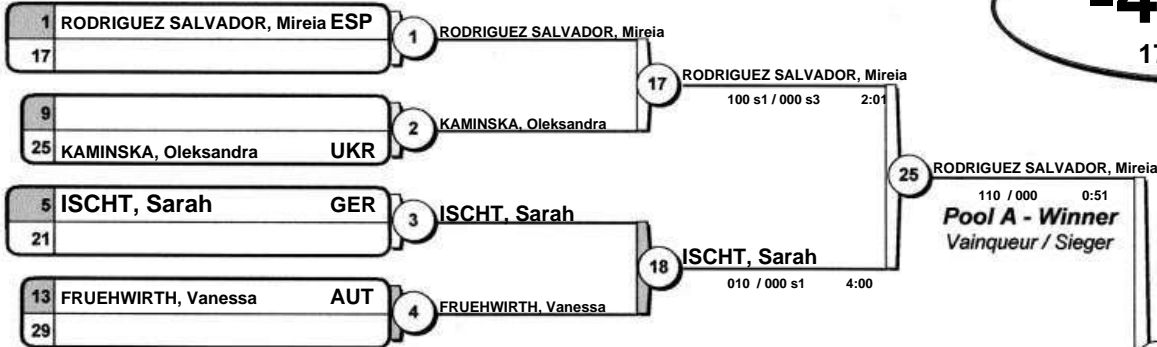 1 RODRIGUEZ SALVADOR, Mireia ESP
17
1 RODRIGUEZ SALVADOR, Mireia
9
25 KAMINSKA, Oleksandra UKR
2 KAMINSKA, Oleksandra
17 RODRIGUEZ SALVADOR, Mireia
100 s1 / 000 s3 2:01
5 ISCHT, Sarah GER
21
3 ISCHT, Sarah
13 FRUEHWIRTH, Vanessa AUT
29
4 FRUEHWIRTH, Vanessa
18 ISCHT, Sarah
010 / 000 s1 4:00
25 RODRIGUEZ SALVADOR, Mireia
110 / 000 0:51
Pool A - Winner
Vainqueur / Sieger
-4
17